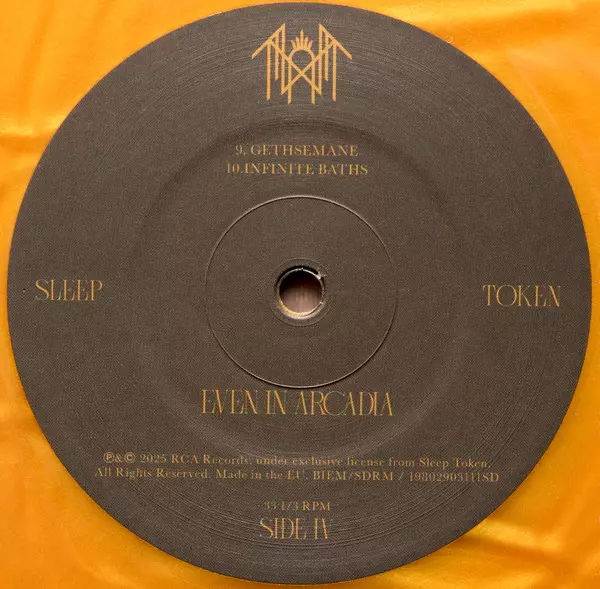 9. GETHSEMANE
10.INFINITE BATHS
SLEEP TOKEN
EVEN IN ARCADIA
℗&© 2025 RCA Records, under exclusive license from Sleep Token.
All Rights Reserved. Made in the EU. BIEM/SDRM / 19802903111SD
33 1/3 RPM
SIDE IV